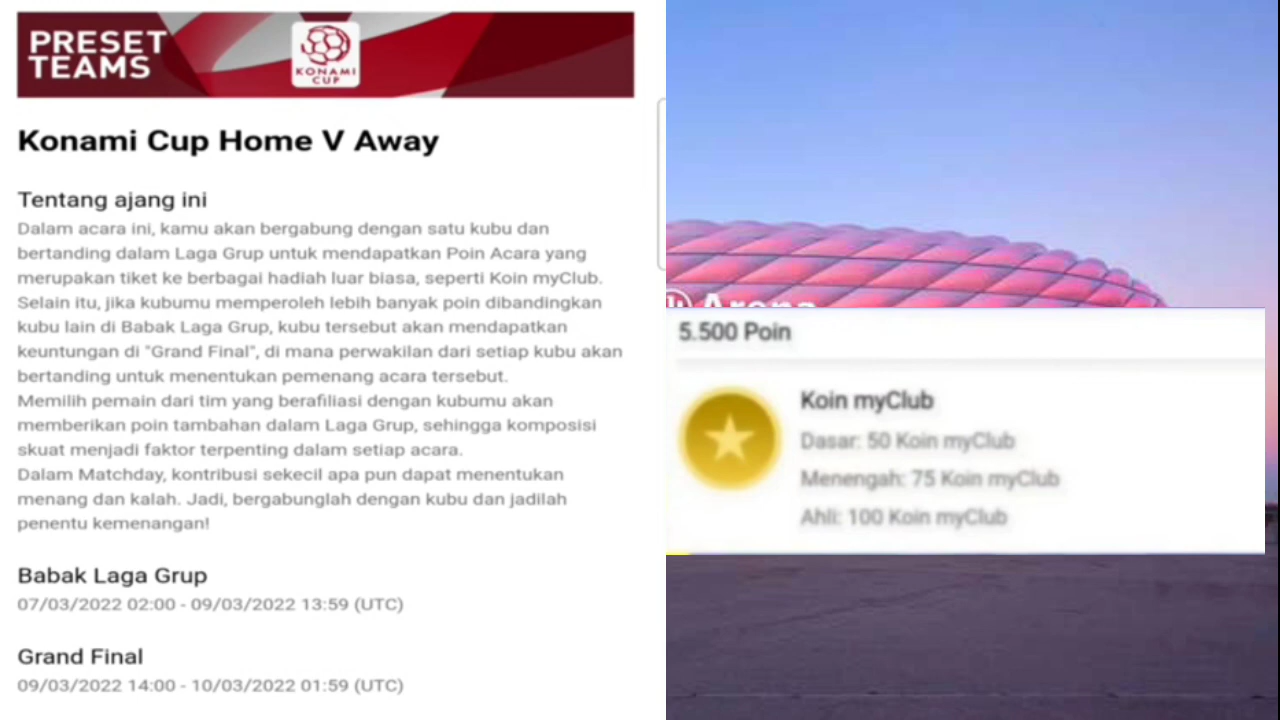 PRESET
TEAMS
KONAMI
CUP
Konami Cup Home V Away
Tentang ajang ini
Dalam acara ini, kamu akan bergabung dengan satu kubu dan
bertanding dalam Laga Grup untuk mendapatkan Poin Acara yang
merupakan tiket ke berbagai hadiah luar biasa, seperti Koin myClub.
Selain itu, jika kubumu memperoleh lebih banyak poin dibandingkan
kubu lain di Babak Laga Grup, kubu tersebut akan mendapatkan
keuntungan di "Grand Final", di mana perwakilan dari setiap kubu akan
bertanding untuk menentukan pemenang acara tersebut.
Memilih pemain dari tim yang berafiliasi dengan kubumu akan
memberikan poin tambahan dalam Laga Grup, sehingga komposisi
skuat menjadi faktor terpenting dalam setiap acara.
Dalam Matchday, kontribusi sekecil apa pun dapat menentukan
menang dan kalah. Jadi, bergabunglah dengan kubu dan jadilah
penentu kemenangan!
Babak Laga Grup
07/03/2022 02:00 - 09/03/2022 13:59 (UTC)
Grand Final
09/03/2022 14:00 - 10/03/2022 01:59 (UTC)
Arena
5.500 Poin
Koin myClub
Dasar: 50 Koin myClub
Menengah: 75 Koin myClub
Ahli: 100 Koin myClub